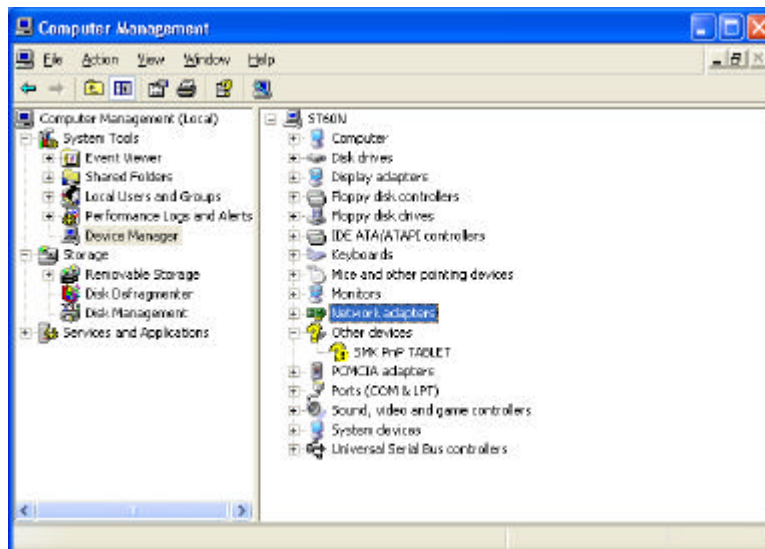 Computer Management
File Action View Window Help
Computer Management (Local)
System Tools
Event Viewer
Shared Folders
Local Users and Groups
Performance Logs and Alerts
Device Manager
Storage
Removable Storage
Disk Defragmenter
Disk Management
Services and Applications
ST60N
Computer
Disk drives
Display adapters
Floppy disk controllers
Floppy disk drives
IDE ATA/ATAPI controllers
Keyboards
Mice and other pointing devices
Monitors
Network adapters
Other devices
SMK PnP TABLET
PCMCIA adapters
Ports (COM & LPT)
Sound, video and game controllers
System devices
Universal Serial Bus controllers